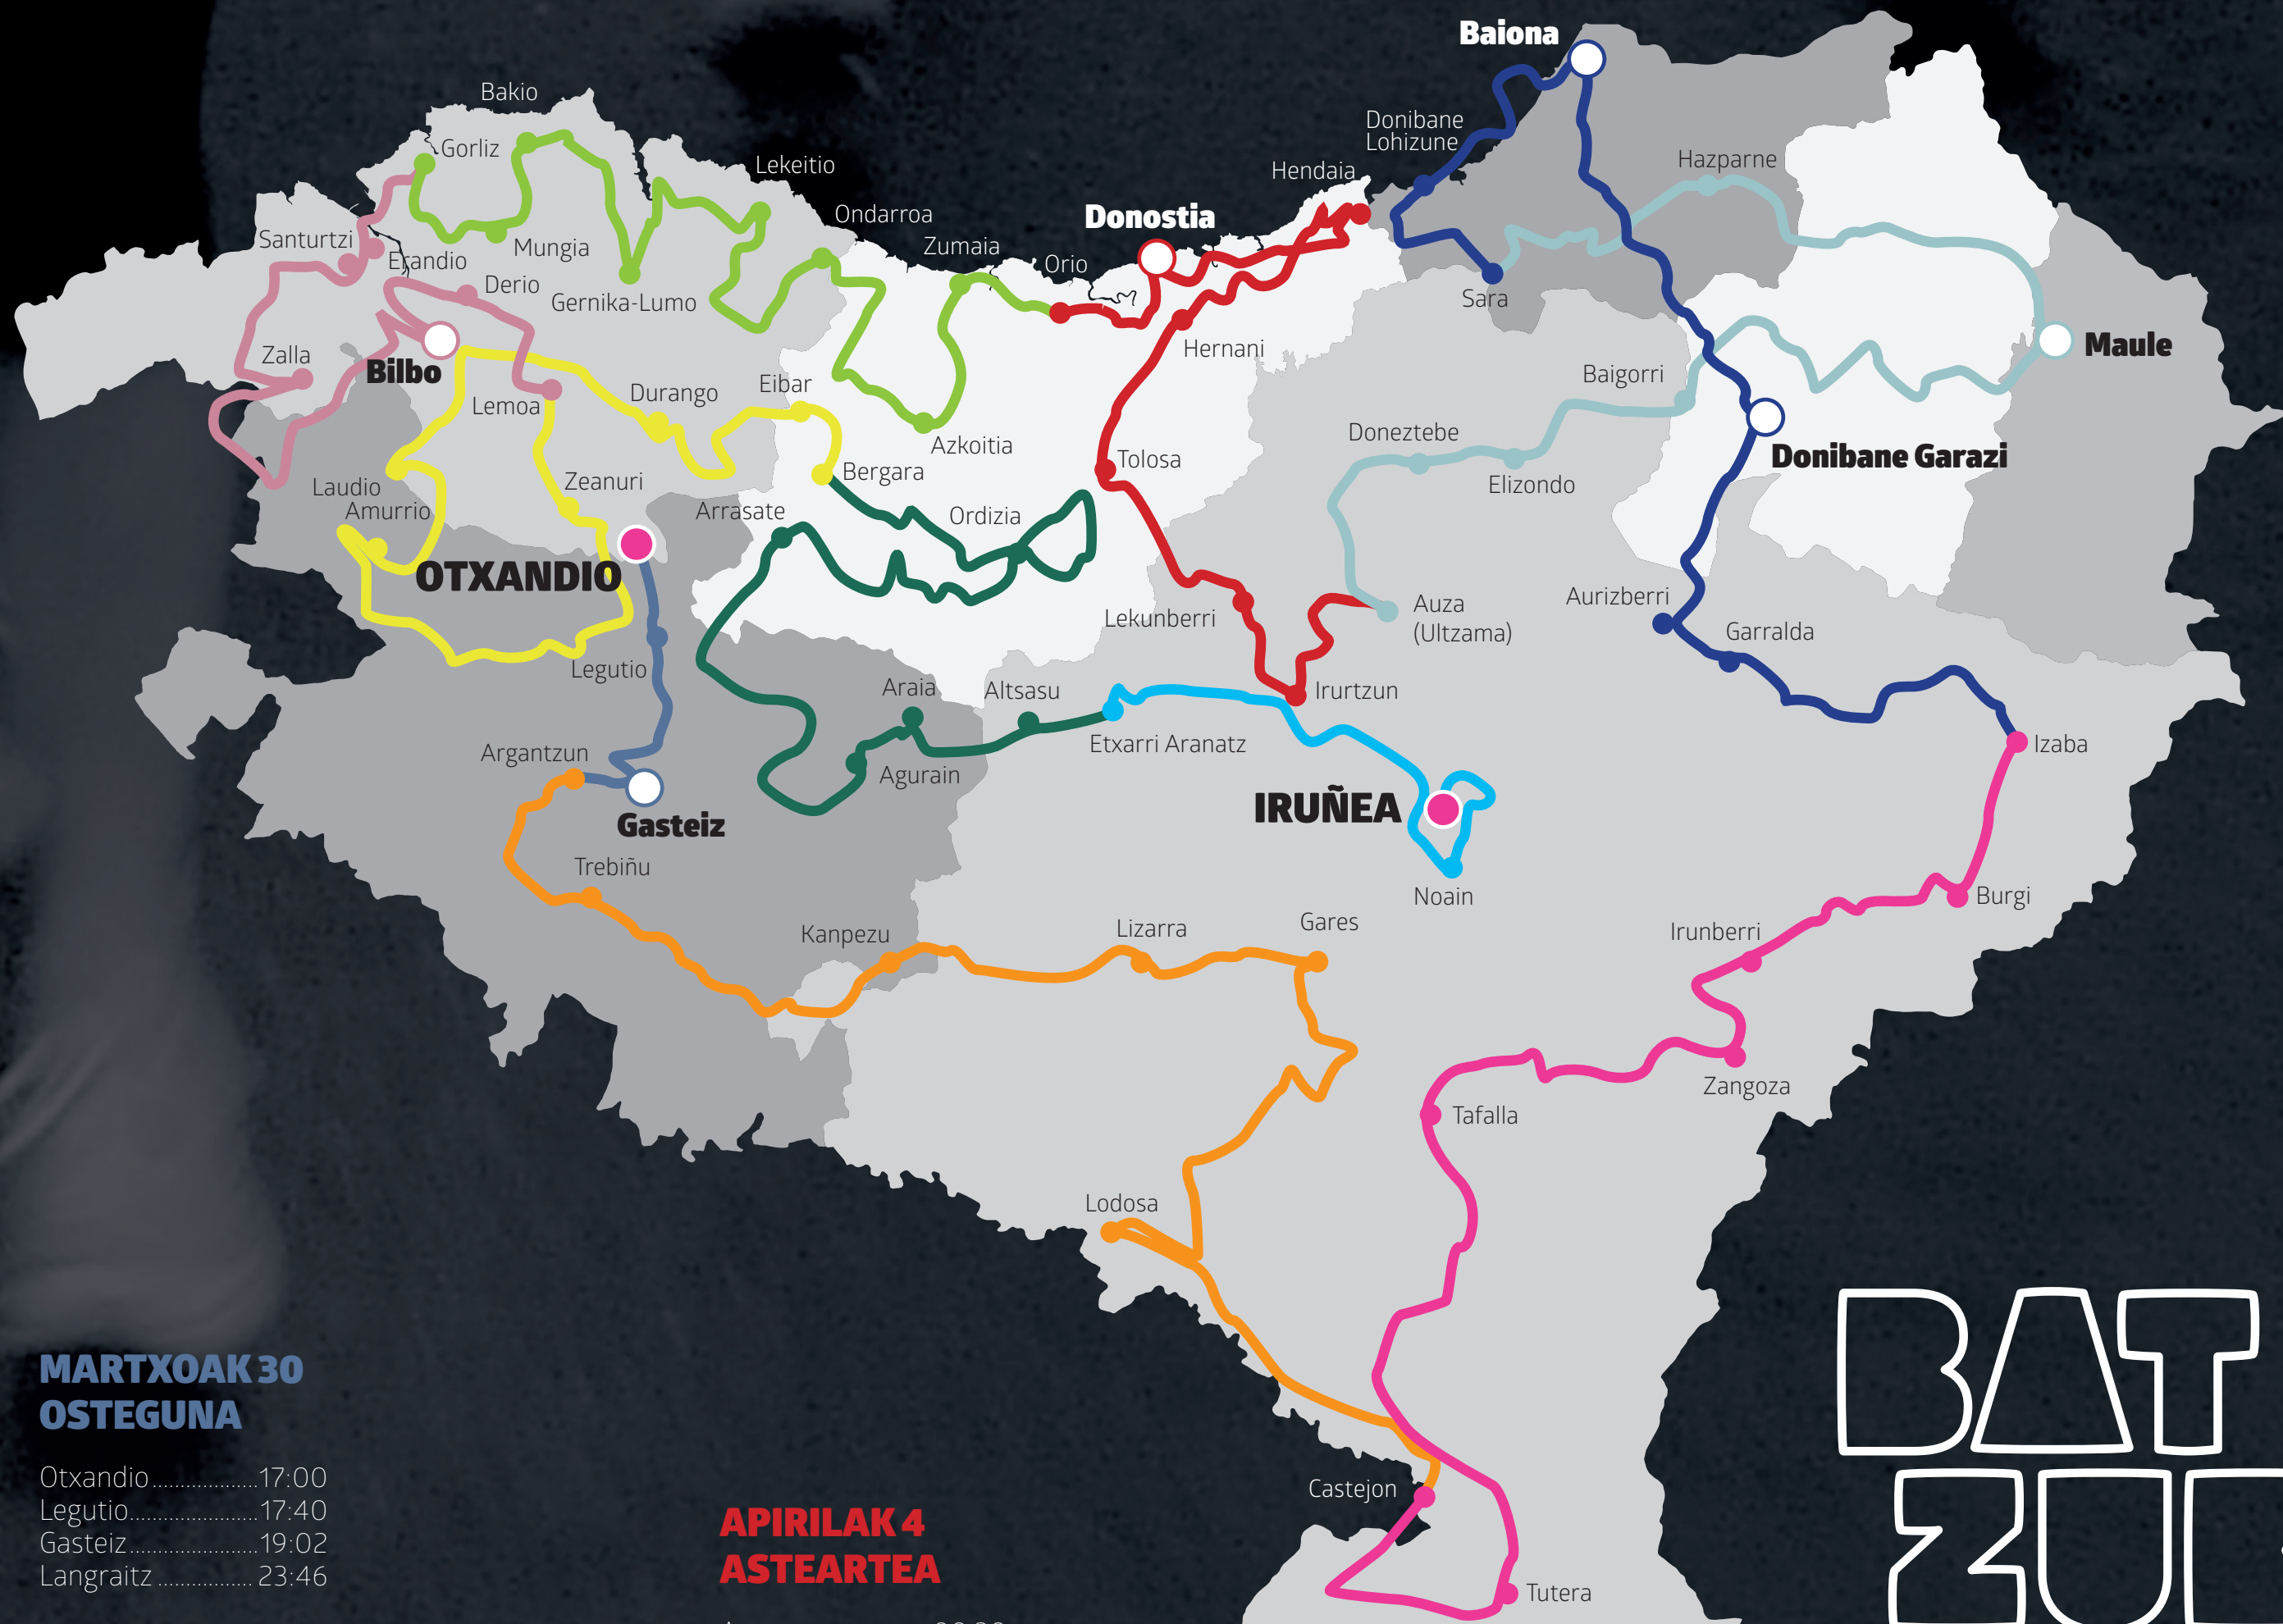 Baiona
Bakio
Donibane
Lohizune
Gorliz
Hazparne
Lekeitio
Hendaia
Ondarroa
Donostia
Santurtzi
Mungia
Zumaia
Erandio
Orio
Derio
Gernika-Lumo
Sara
Zalla
Hernani
Maule
Bilbo
Baigorri
Durango
Eibar
Lemoa
Doneztebe
Azkoitia
Tolosa
Donibane Garazi
Bergara
Zeanuri
Elizondo
Laudio
Amurrio
Arrasate
Ordizia
OTXANDIO
Aurizberri
Auza
(Ultzama)
Lekunberri
Garralda
Legutio
Araia
Altsasu
Irurtzun
Etxarri Aranatz
Izaba
Argantzun
Agurain
IRUÑEA
Gasteiz
Trebiñu
Noain
Burgi
Gares
Lizarra
Irunberri
Kanpezu
Zangoza
Tafalla
Lodosa
MARTXOAK 30
OSTEGUNA
Otxandio..................17:00
Legutio......................17:40
Gasteiz......................19:02
Langraitz ................ 23:46
APIRILAK 4
ASTEARTEA
Castejon
Tutera
BAT